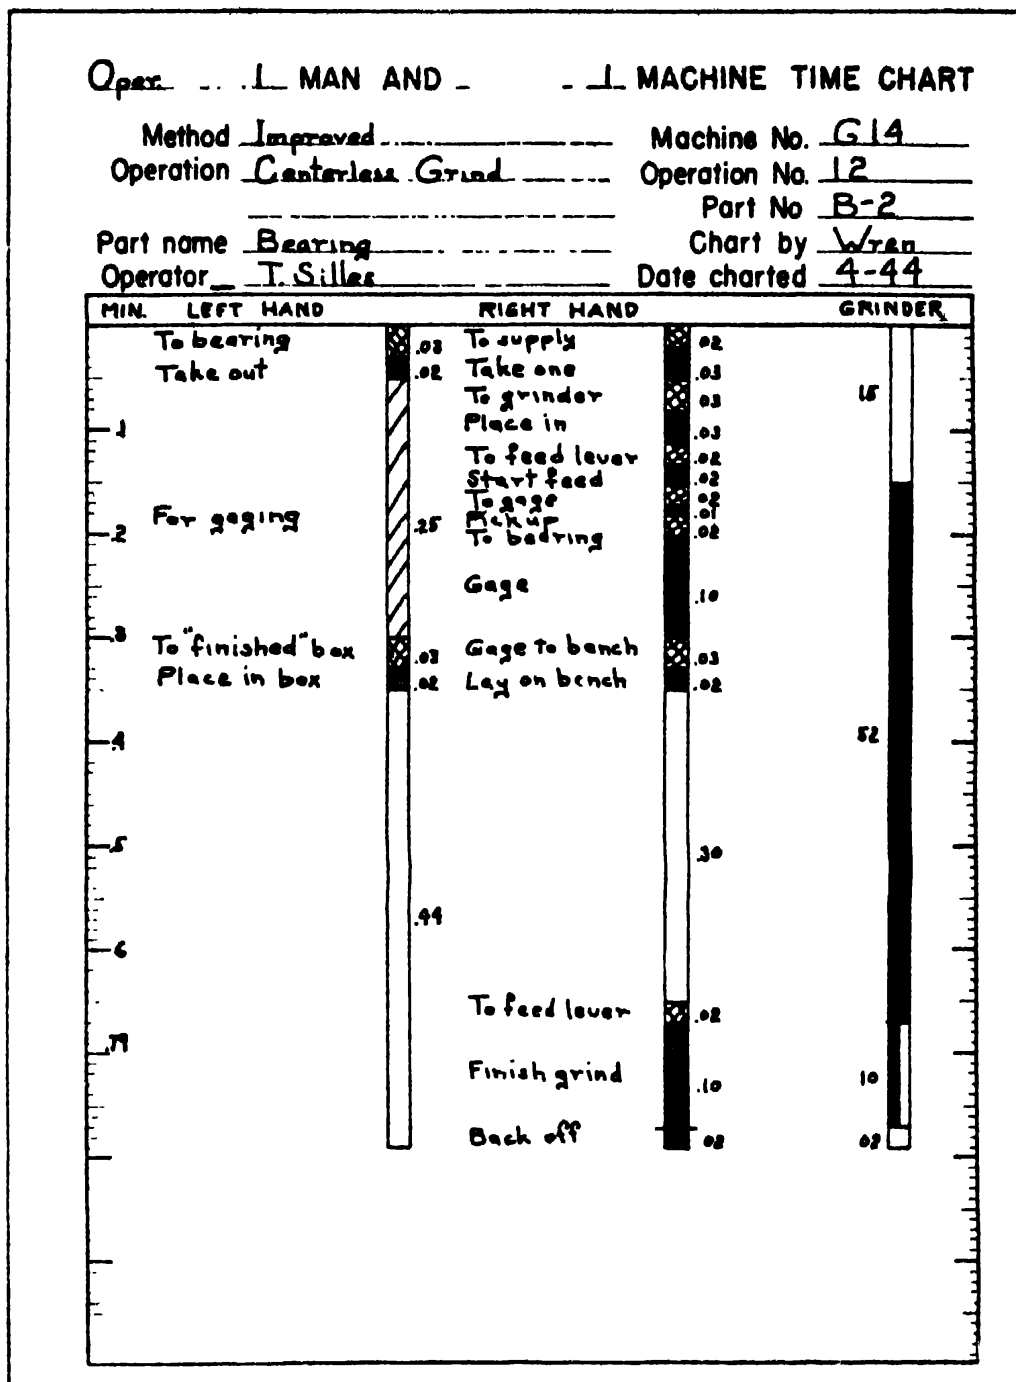 Oper. 1 MAN AND 1 MACHINE TIME CHART
Method Improved Machine No. G14
Operation Centerless Grind Operation No. 12
Part No B-2
Part name Bearing Chart by Wren
Operator T. Silles Date charted 4-44
MIN. LEFT HAND RIGHT HAND GRINDER
To bearing .03 To supply .02
Take out .02 Take one .03
To grinder .03 15
Place in .03
.1
To feed lever .02
Start feed .02
To gage .02
For gaging .25 Pick up .01
.2 To bearing .02
Gage .10
.3
To "finished" box .03 Gage to bench .03
Place in box .02 Lay on bench .02
.4 52
.5 .30
.44
.6
To feed lever .02
Finish grind .10 10
Back off .02 02